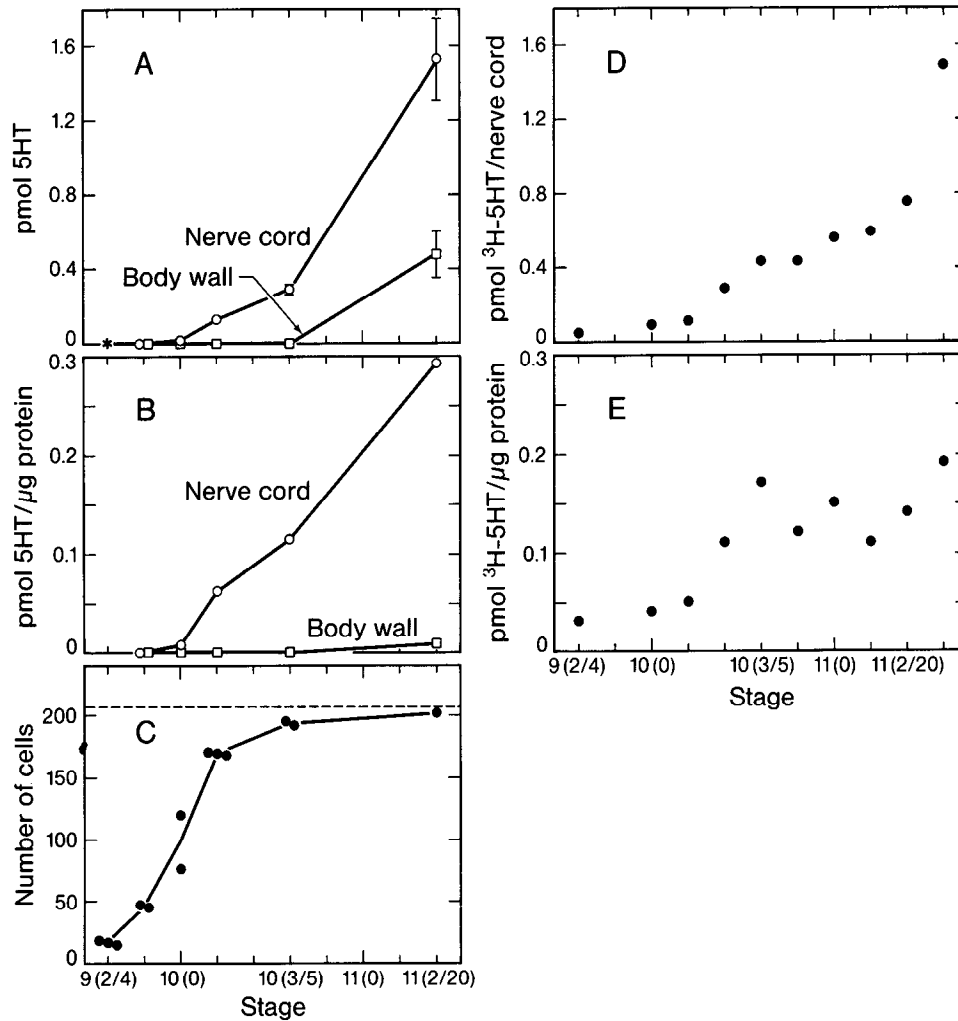 A
pmol 5HT
1.6
1.2
0.8
0.4
0
Nerve cord
Body wall
*
B
pmol 5HT/µg protein
0.3
0.2
0.1
0
Nerve cord
Body wall
C
Number of cells
200
150
100
50
0
9(2/4) 10(0) 10(3/5) 11(0) 11(2/20)
Stage
D
pmol ³H-5HT/nerve cord
1.6
1.2
0.8
0.4
0
E
pmol ³H-5HT/µg protein
0.3
0.2
0.1
0
9(2/4) 10(0) 10(3/5) 11(0) 11(2/20)
Stage